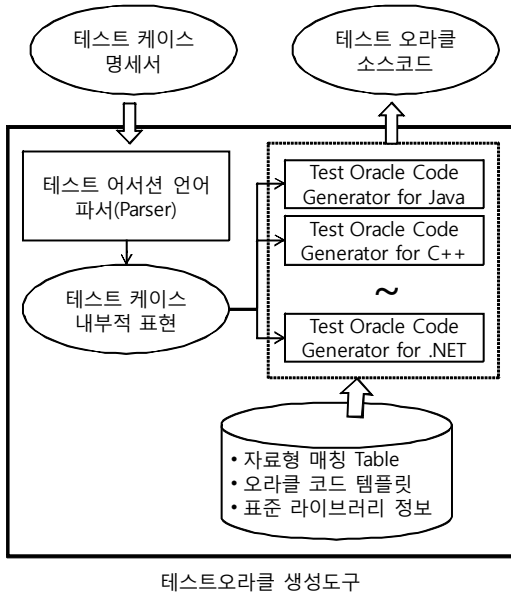 테스트 케이스
명세서
테스트 오라클
소스코드
테스트 어서션 언어
파서(Parser)
테스트 케이스
내부적 표현
Test Oracle Code
Generator for Java
Test Oracle Code
Generator for C++
~
Test Oracle Code
Generator for .NET
• 자료형 매칭 Table
• 오라클 코드 템플릿
• 표준 라이브러리 정보
테스트오라클 생성도구